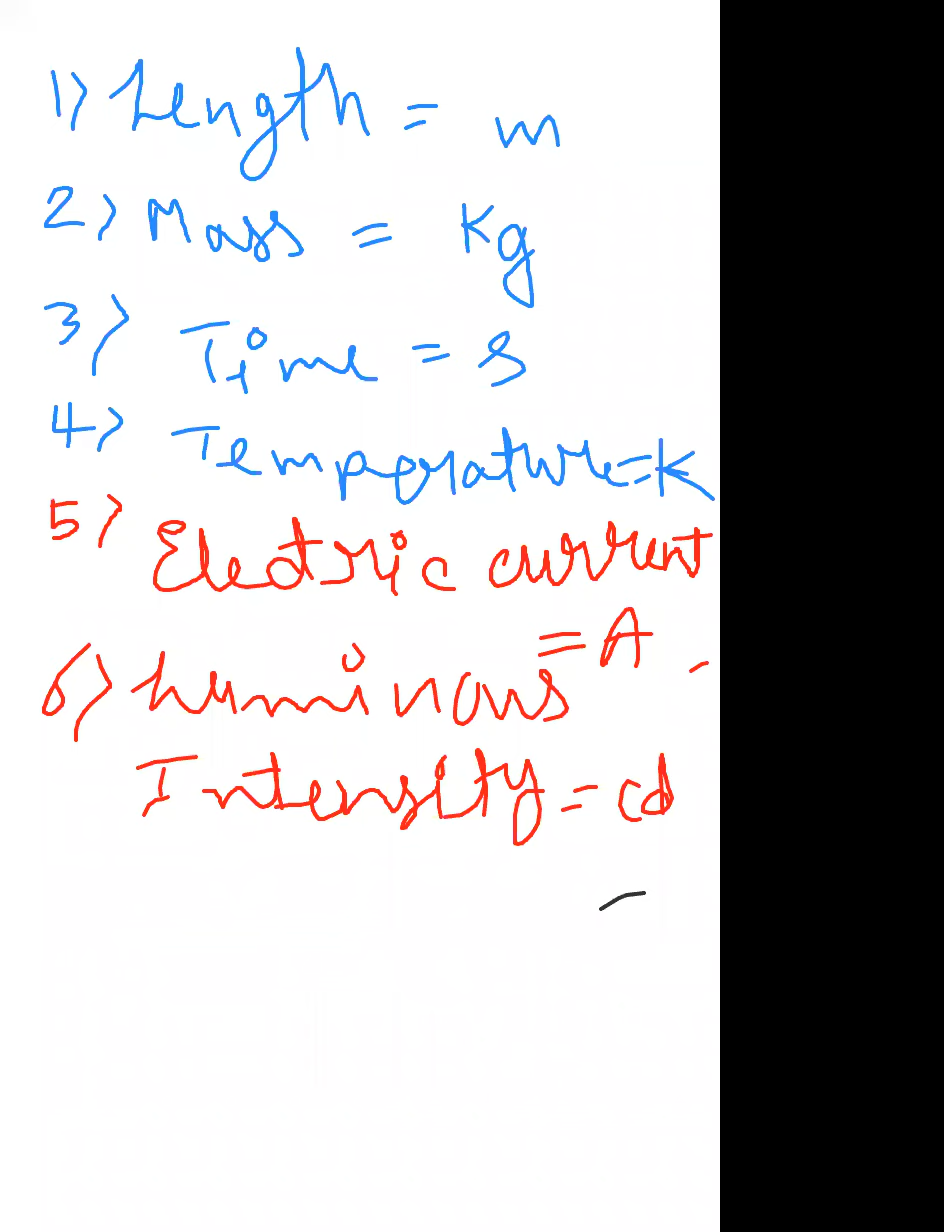 1) Length = m
2) Mass = Kg
3) Time = s
4) Temperature=K
5) Electric current
= A
6) Luminous
Intensity = cd